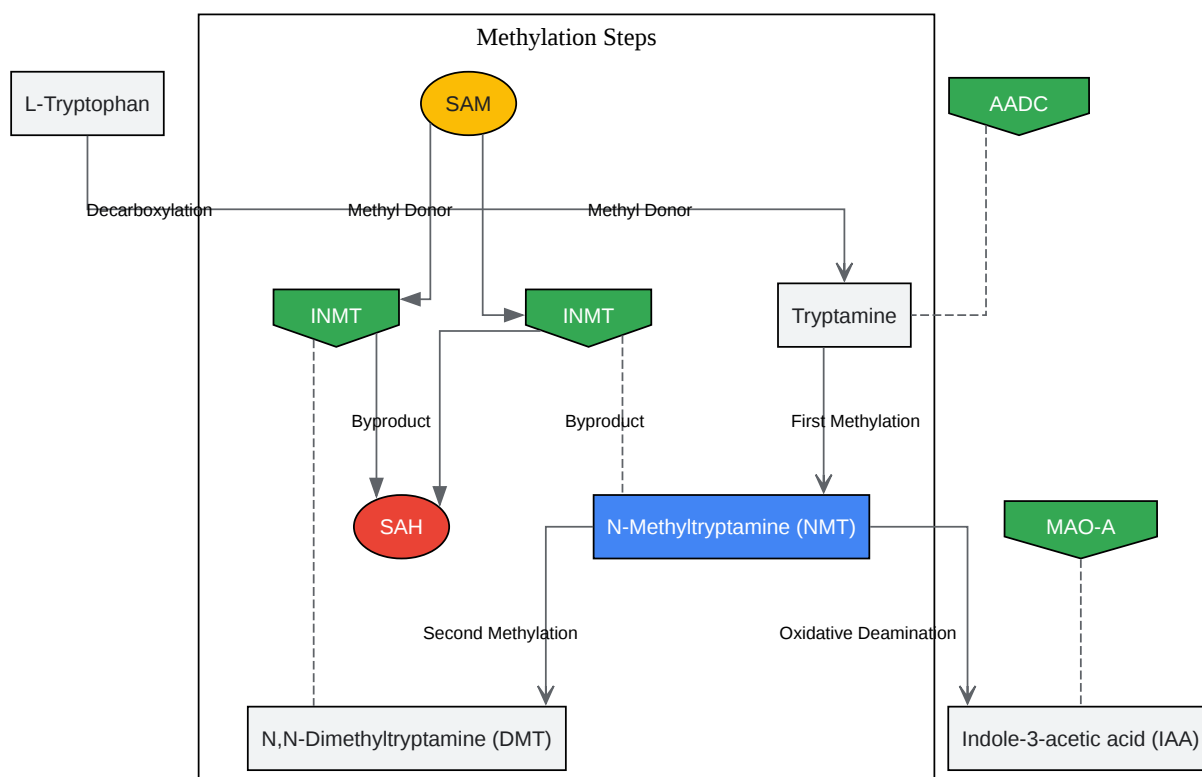 Methylation Steps
L-Tryptophan
SAM
AADC
Decarboxylation
Methyl Donor
Methyl Donor
INMT
INMT
Tryptamine
Byproduct
Byproduct
First Methylation
SAH
N-Methyltryptamine (NMT)
MAO-A
Second Methylation
Oxidative Deamination
N,N-Dimethyltryptamine (DMT)
Indole-3-acetic acid (IAA)